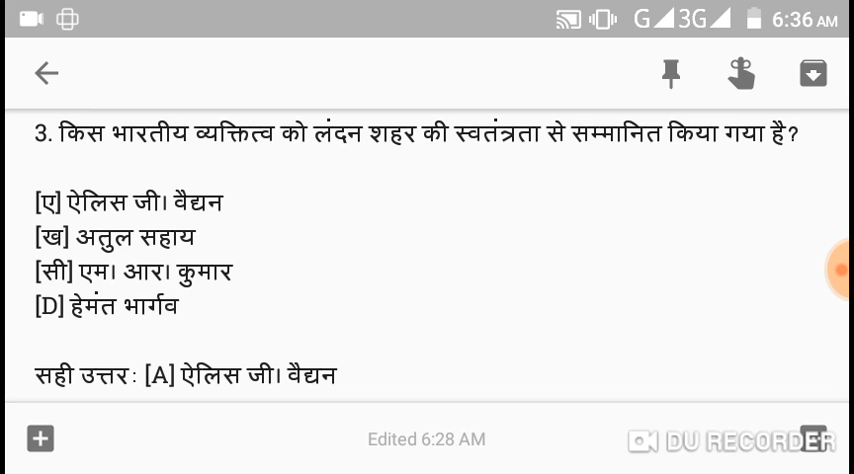 G 3G 6:36 AM
3. किस भारतीय व्यक्तित्व को लंदन शहर की स्वतंत्रता से सम्मानित किया गया है?
[ए] ऐलिस जी। वैद्यन
[ख] अतुल सहाय
[सी] एम। आर। कुमार
[D] हेमंत भार्गव
सही उत्तर: [A] ऐलिस जी। वैद्यन
Edited 6:28 AM
DU RECORDER